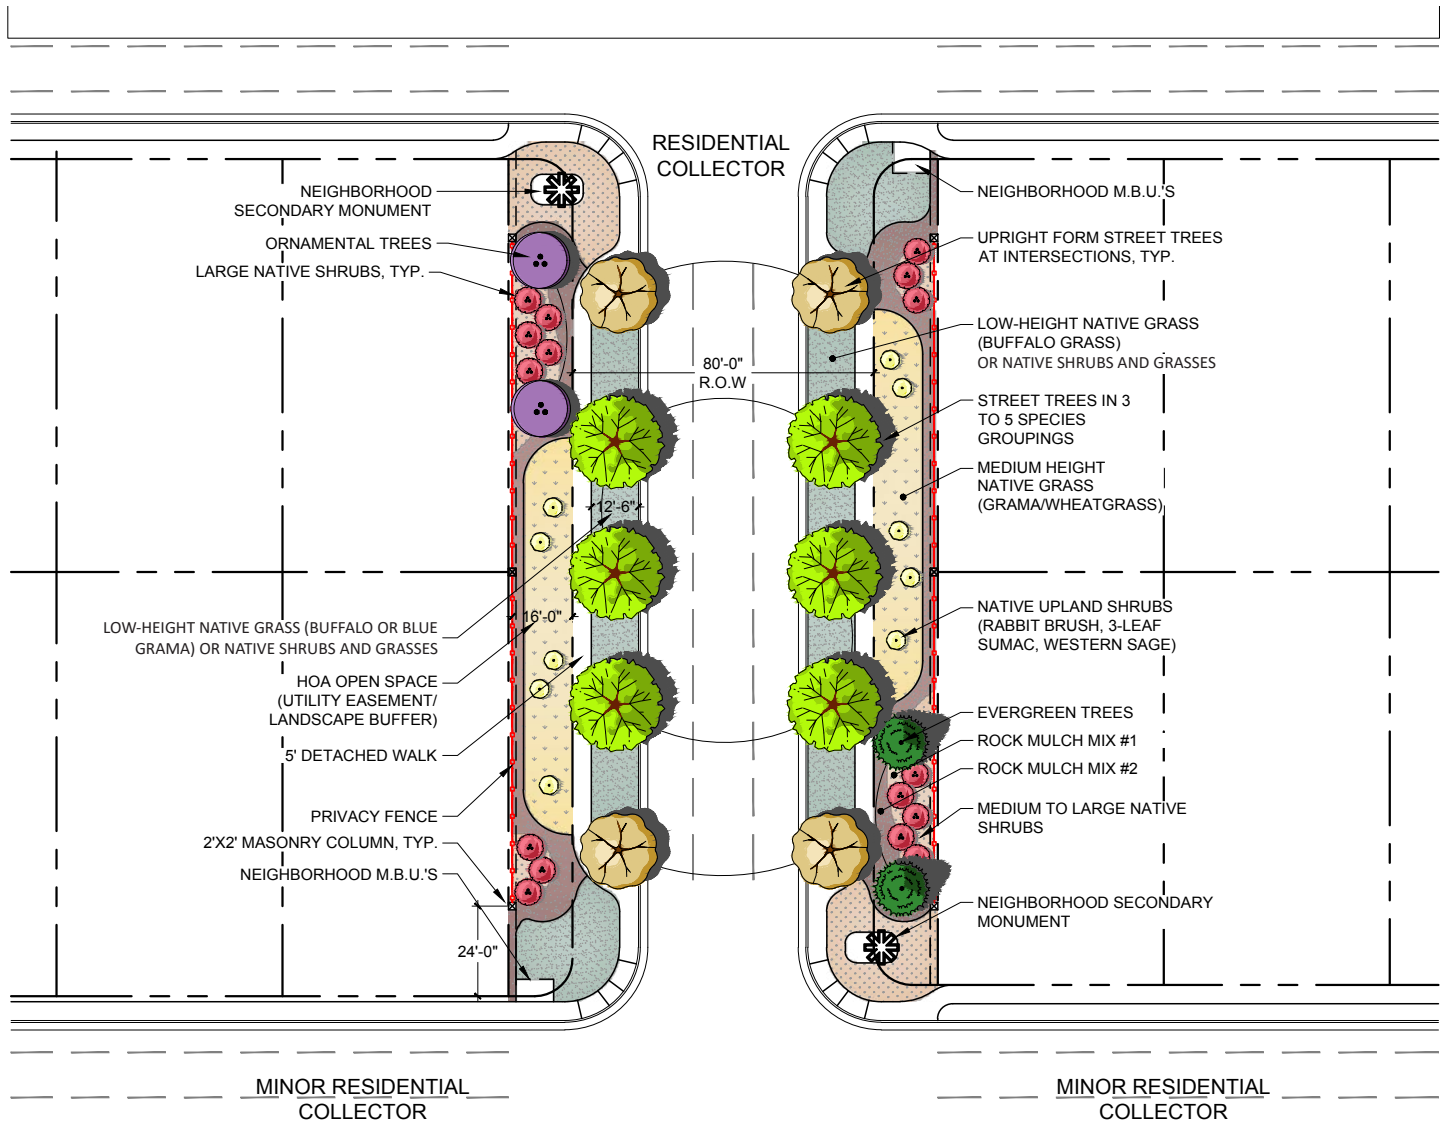 RESIDENTIAL
COLLECTOR
NEIGHBORHOOD
SECONDARY MONUMENT
ORNAMENTAL TREES
LARGE NATIVE SHRUBS, TYP.
80'-0"
R.O.W
12'-6"
16'-0"
LOW-HEIGHT NATIVE GRASS (BUFFALO OR BLUE
GRAMA) OR NATIVE SHRUBS AND GRASSES
HOA OPEN SPACE
(UTILITY EASEMENT/
LANDSCAPE BUFFER)
5' DETACHED WALK
PRIVACY FENCE
2'X2' MASONRY COLUMN, TYP.
NEIGHBORHOOD M.B.U.'S
24'-0"
NEIGHBORHOOD M.B.U.'S
UPRIGHT FORM STREET TREES
AT INTERSECTIONS, TYP.
LOW-HEIGHT NATIVE GRASS
(BUFFALO GRASS)
OR NATIVE SHRUBS AND GRASSES
STREET TREES IN 3
TO 5 SPECIES
GROUPINGS
MEDIUM HEIGHT
NATIVE GRASS
(GRAMA/WHEATGRASS)
NATIVE UPLAND SHRUBS
(RABBIT BRUSH, 3-LEAF
SUMAC, WESTERN SAGE)
EVERGREEN TREES
ROCK MULCH MIX #1
ROCK MULCH MIX #2
MEDIUM TO LARGE NATIVE
SHRUBS
NEIGHBORHOOD SECONDARY
MONUMENT
MINOR RESIDENTIAL
COLLECTOR
MINOR RESIDENTIAL
COLLECTOR